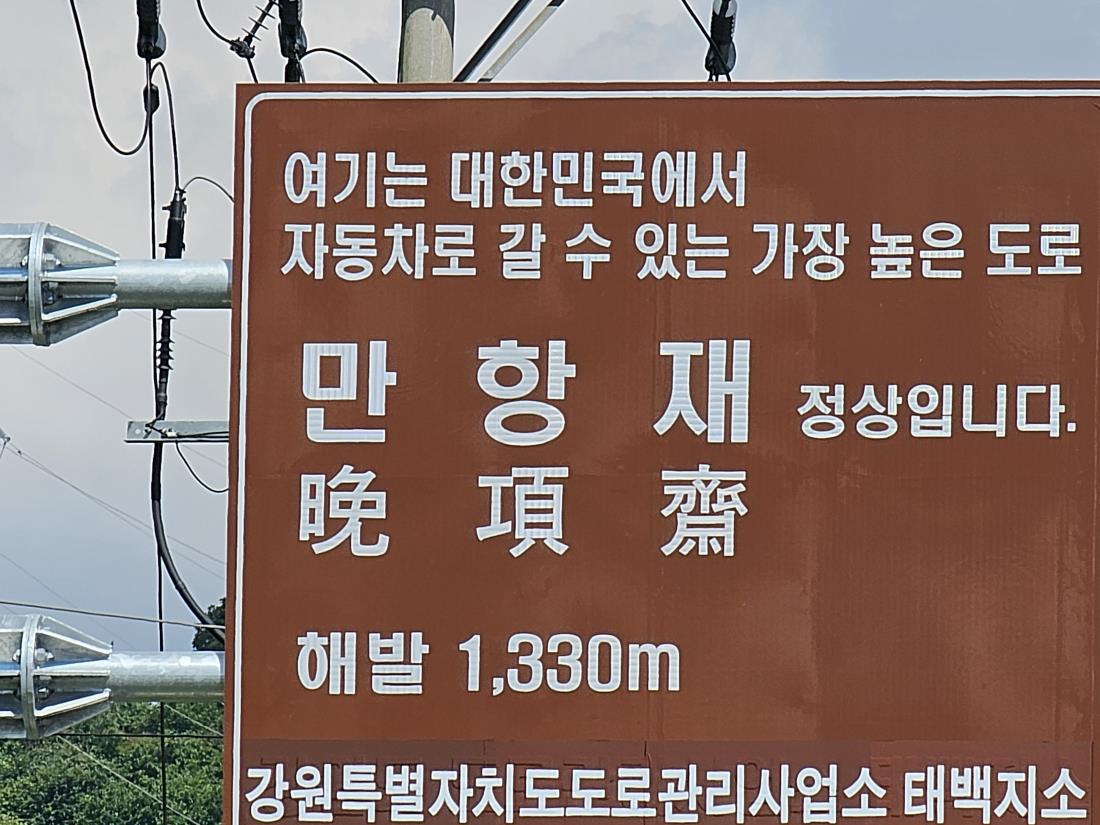 여기는 대한민국에서
자동차로 갈 수 있는 가장 높은 도로
만 항 재 정상입니다.
晩 項 齋
해발 1,330m
강원특별자치도도로관리사업소 태백지소